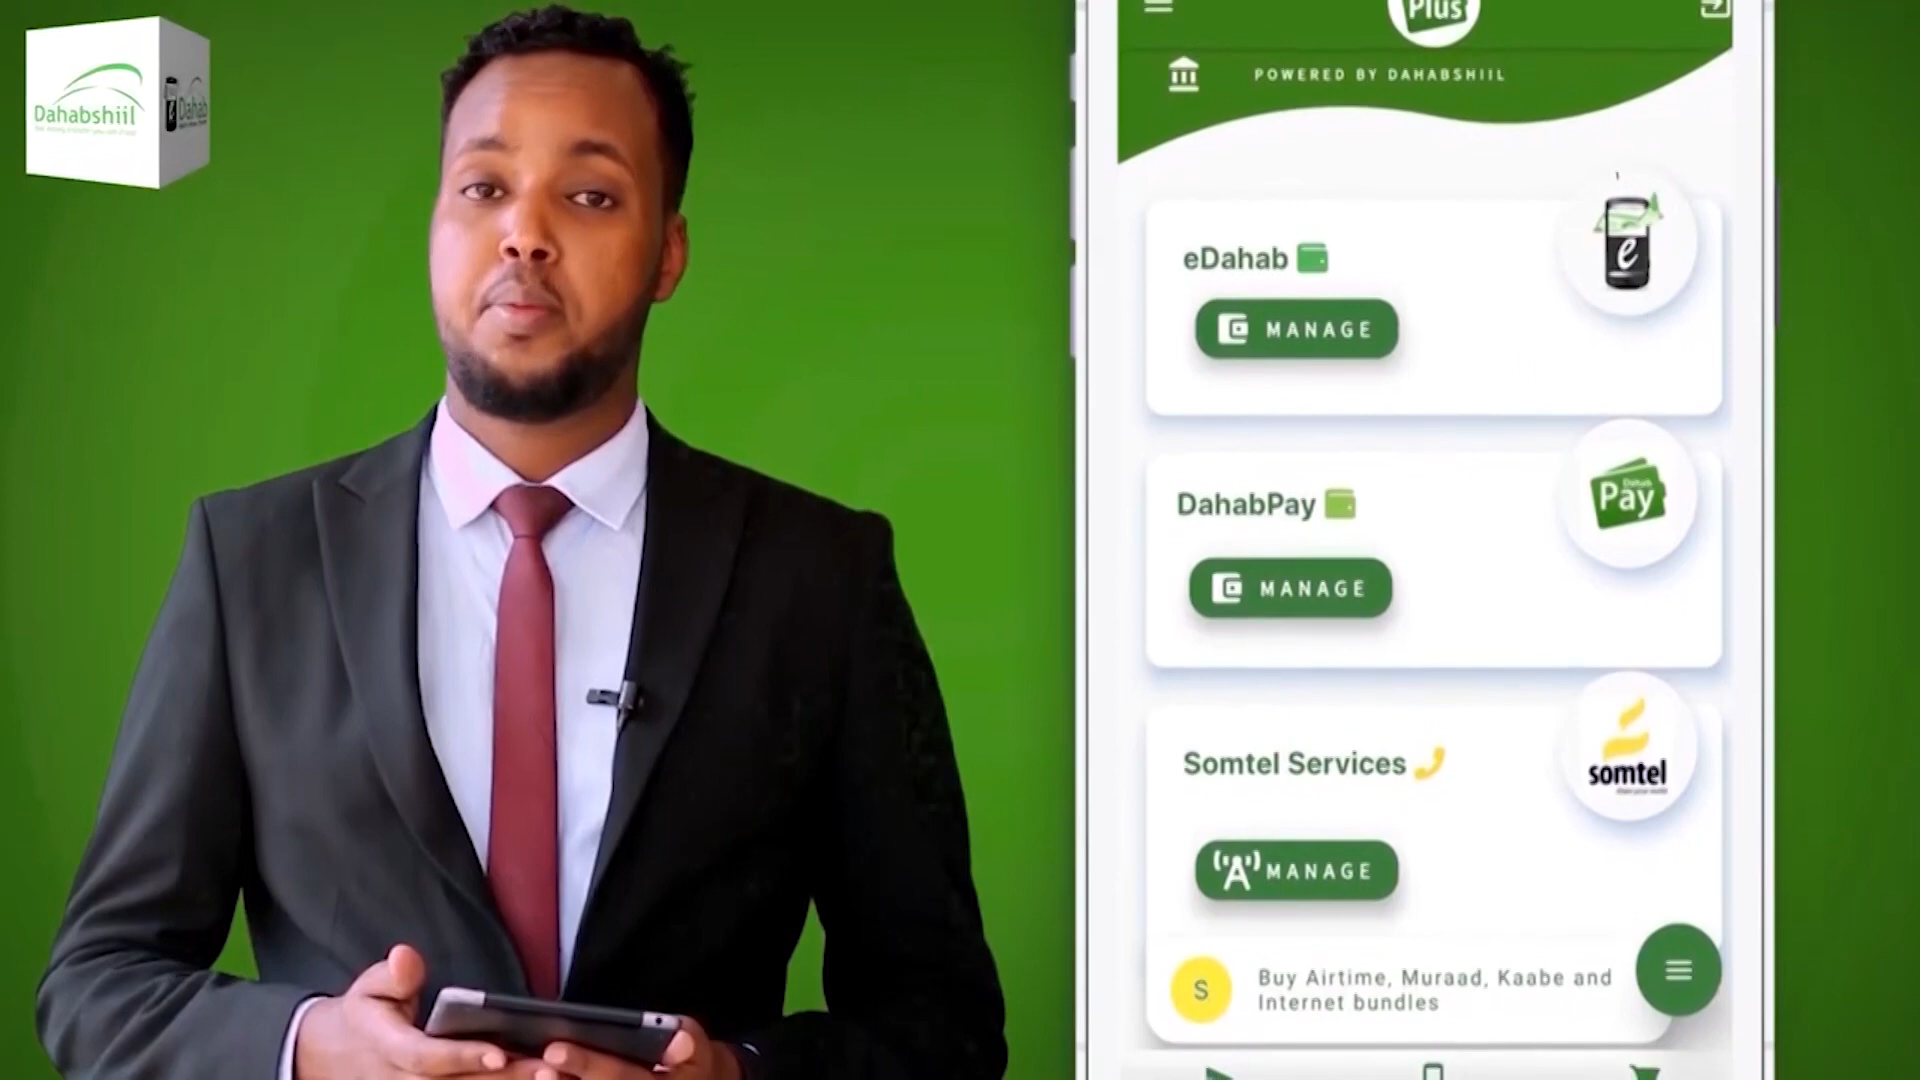 Dahabshiil
e Dahab
Plus
POWERED BY DAHABSHIIL
eDahab
e
MANAGE
DahabPay
Dahab
Pay
MANAGE
Somtel Services
somtel
MANAGE
S
Buy Airtime, Muraad, Kaabe and
Internet bundles